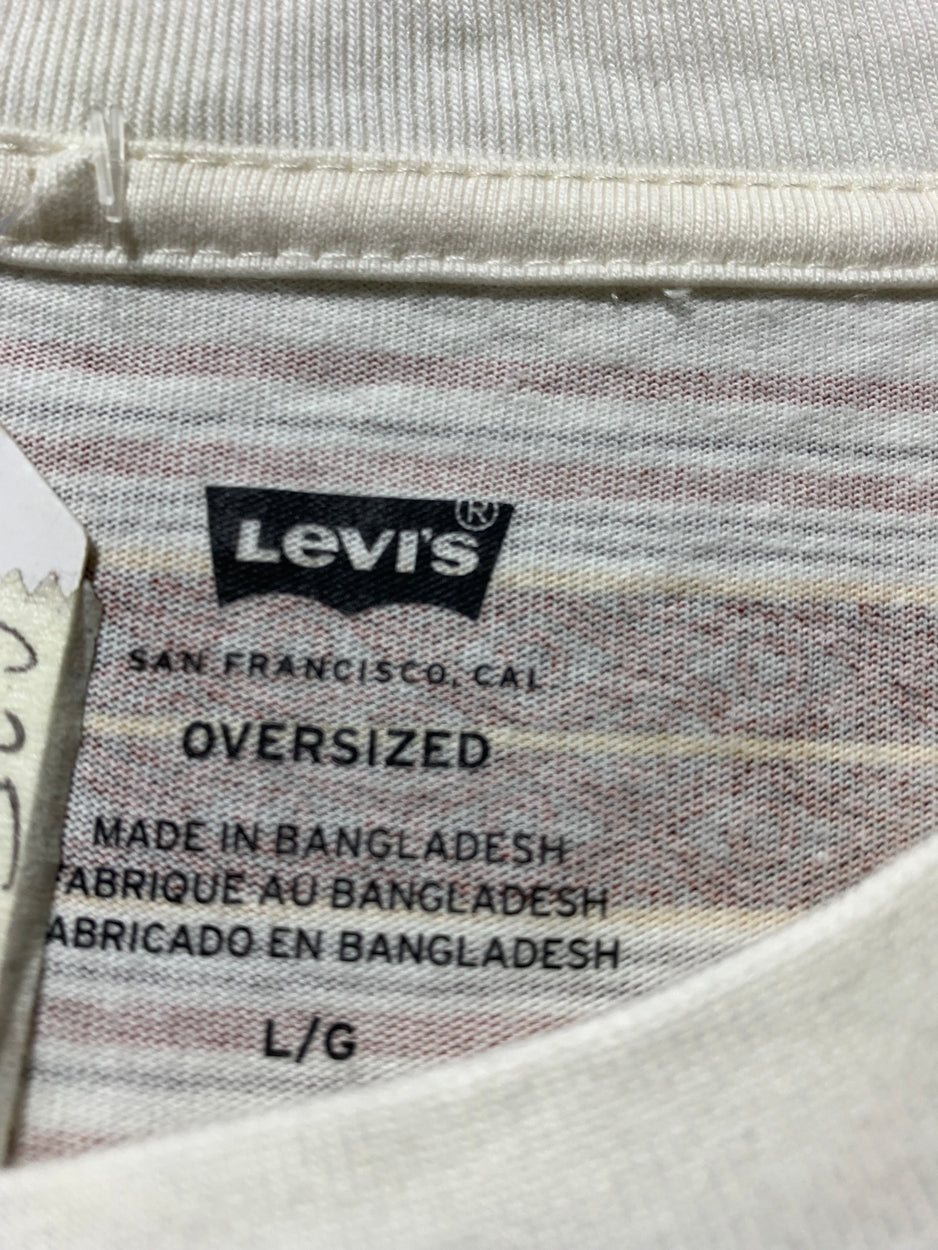 Levi's®
SAN FRANCISCO, CAL
OVERSIZED
MADE IN BANGLADESH
FABRIQUE AU BANGLADESH
FABRICADO EN BANGLADESH
L/G